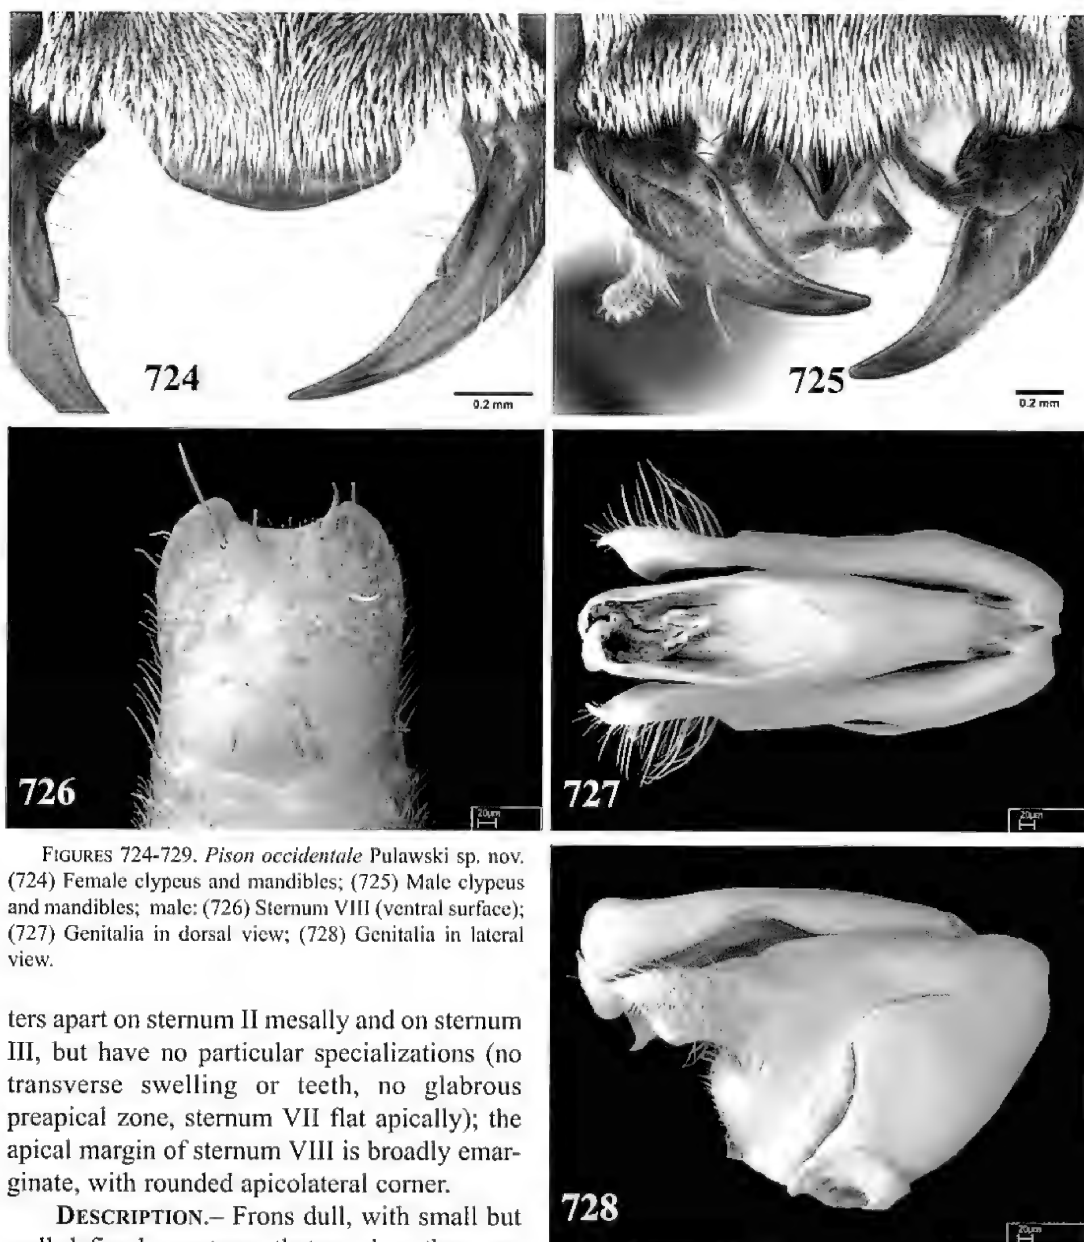 724
0.2 mm
725
0.2 mm
726
20µm
727
20µm
FIGURES 724-729. Pison occidentale Pulawski sp. nov.
(724) Female clypeus and mandibles; (725) Male clypeus
and mandibles; male: (726) Sternum VIII (ventral surface);
(727) Genitalia in dorsal view; (728) Genitalia in lateral
view.
ters apart on sternum II mesally and on sternum
III, but have no particular specializations (no
transverse swelling or teeth, no glabrous
preapical zone, sternum VII flat apically); the
apical margin of sternum VIII is broadly emar-
ginate, with rounded apicolateral corner.
DESCRIPTION.– Frons dull, with small but
728
20µm